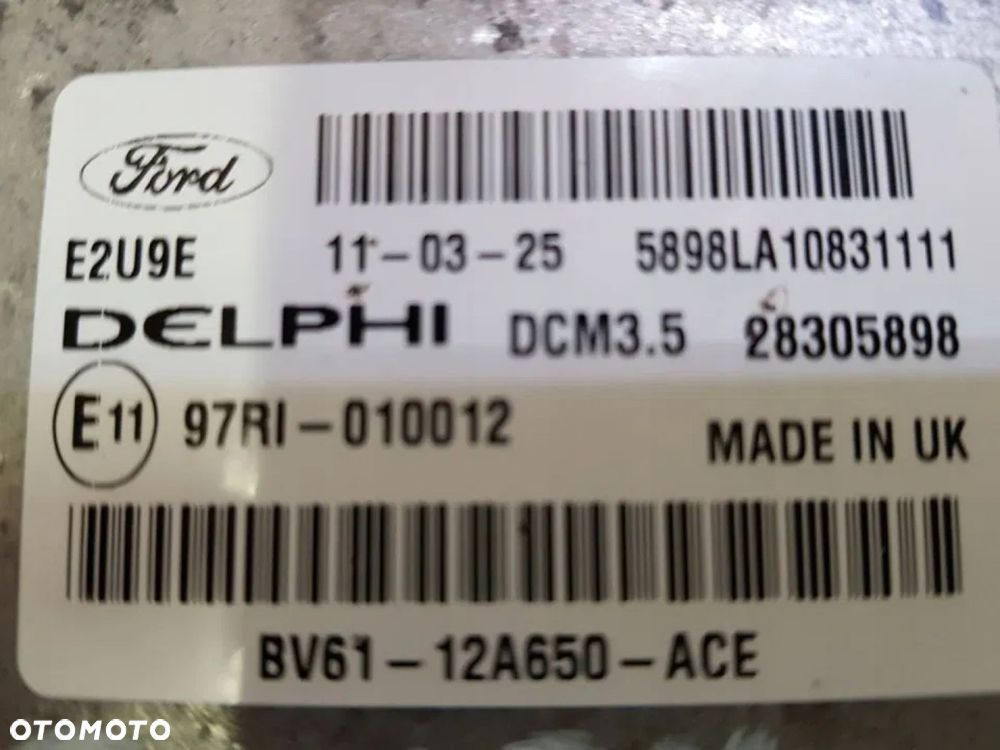 Ford
E2U9E 11-03-25 5898LA10831111
DELPHI DCM3.5 28305898
E11 97RI-010012
MADE IN UK
BV61-12A650-ACE
OTOMOTO